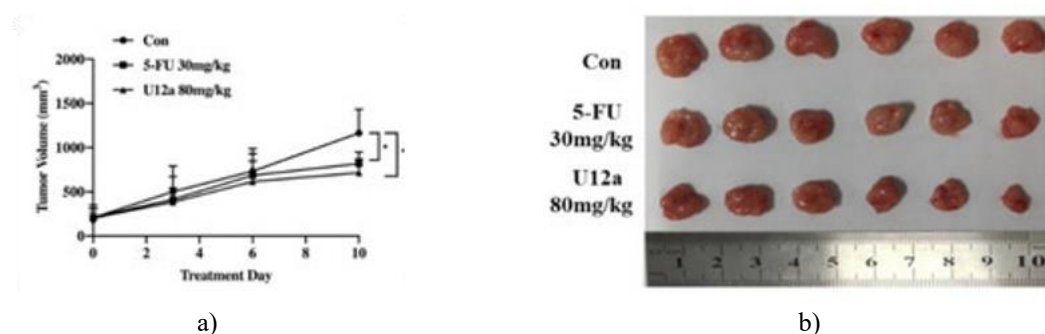 Con
5-FU 30mg/kg
U12a 80mg/kg
Tumor Volume (mm³)
2000
1500
1000
500
0
0 2 4 6 8 10
Treatment Day
*
a)
Con
5-FU
30mg/kg
U12a
80mg/kg
1 2 3 4 5 6 7 8 9 10
b)